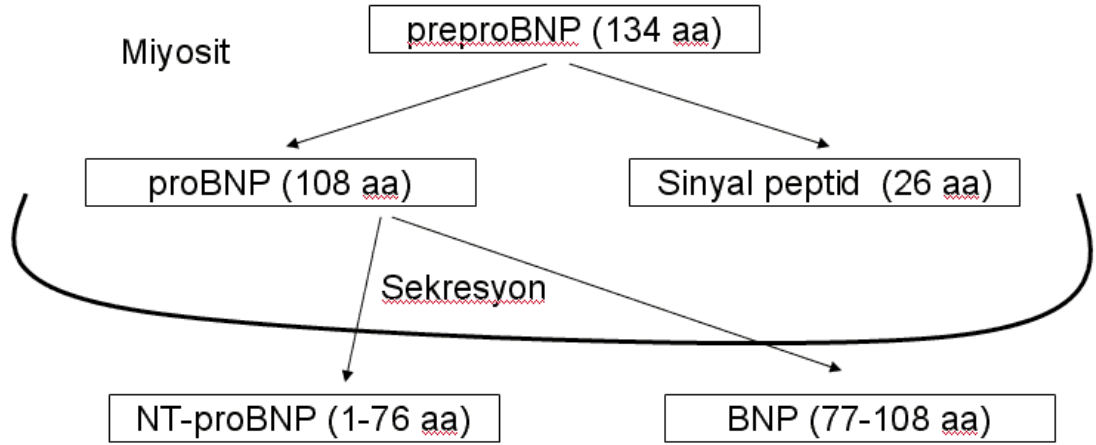 preproBNP (134 aa)
Miyosit
proBNP (108 aa)
Sinyal peptid  (26 aa)
Sekresyon
NT-proBNP (1-76 aa)
BNP (77-108 aa)